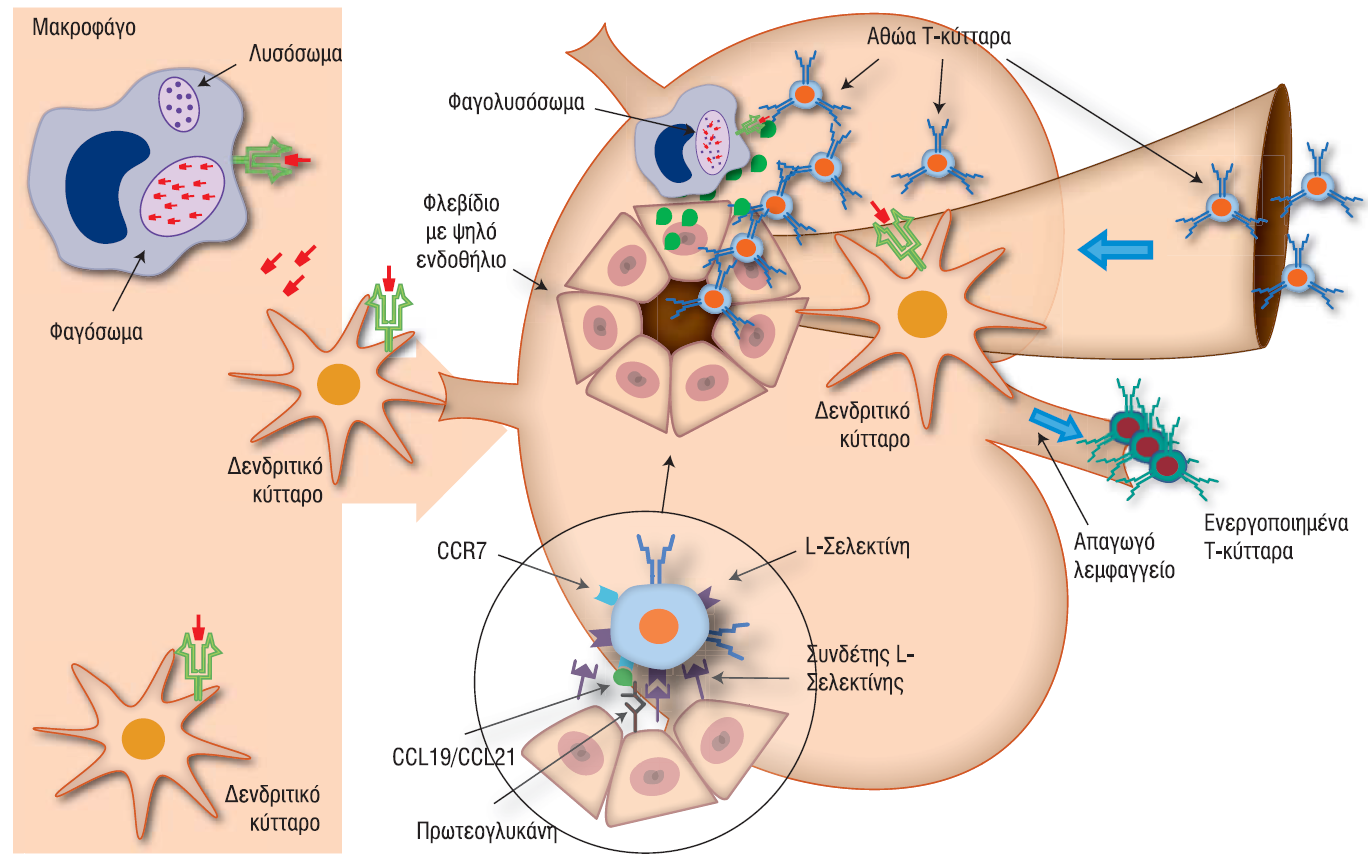 Μακροφάγο
Λυσόσωμα
Φαγόσωμα
Δενδριτικό
κύτταρο
Δενδριτικό
κύτταρο
Αθώα Τ-κύτταρα
Φαγολυσόσωμα
Φλεβίδιο
με ψηλό
ενδοθήλιο
Δενδριτικό
κύτταρο
Απαγωγό
λεμφαγγείο
Ενεργοποιημένα
Τ-κύτταρα
CCR7
L-Σελεκτίνη
Συνδέτης L-
Σελεκτίνης
CCL19/CCL21
Πρωτεογλυκάνη